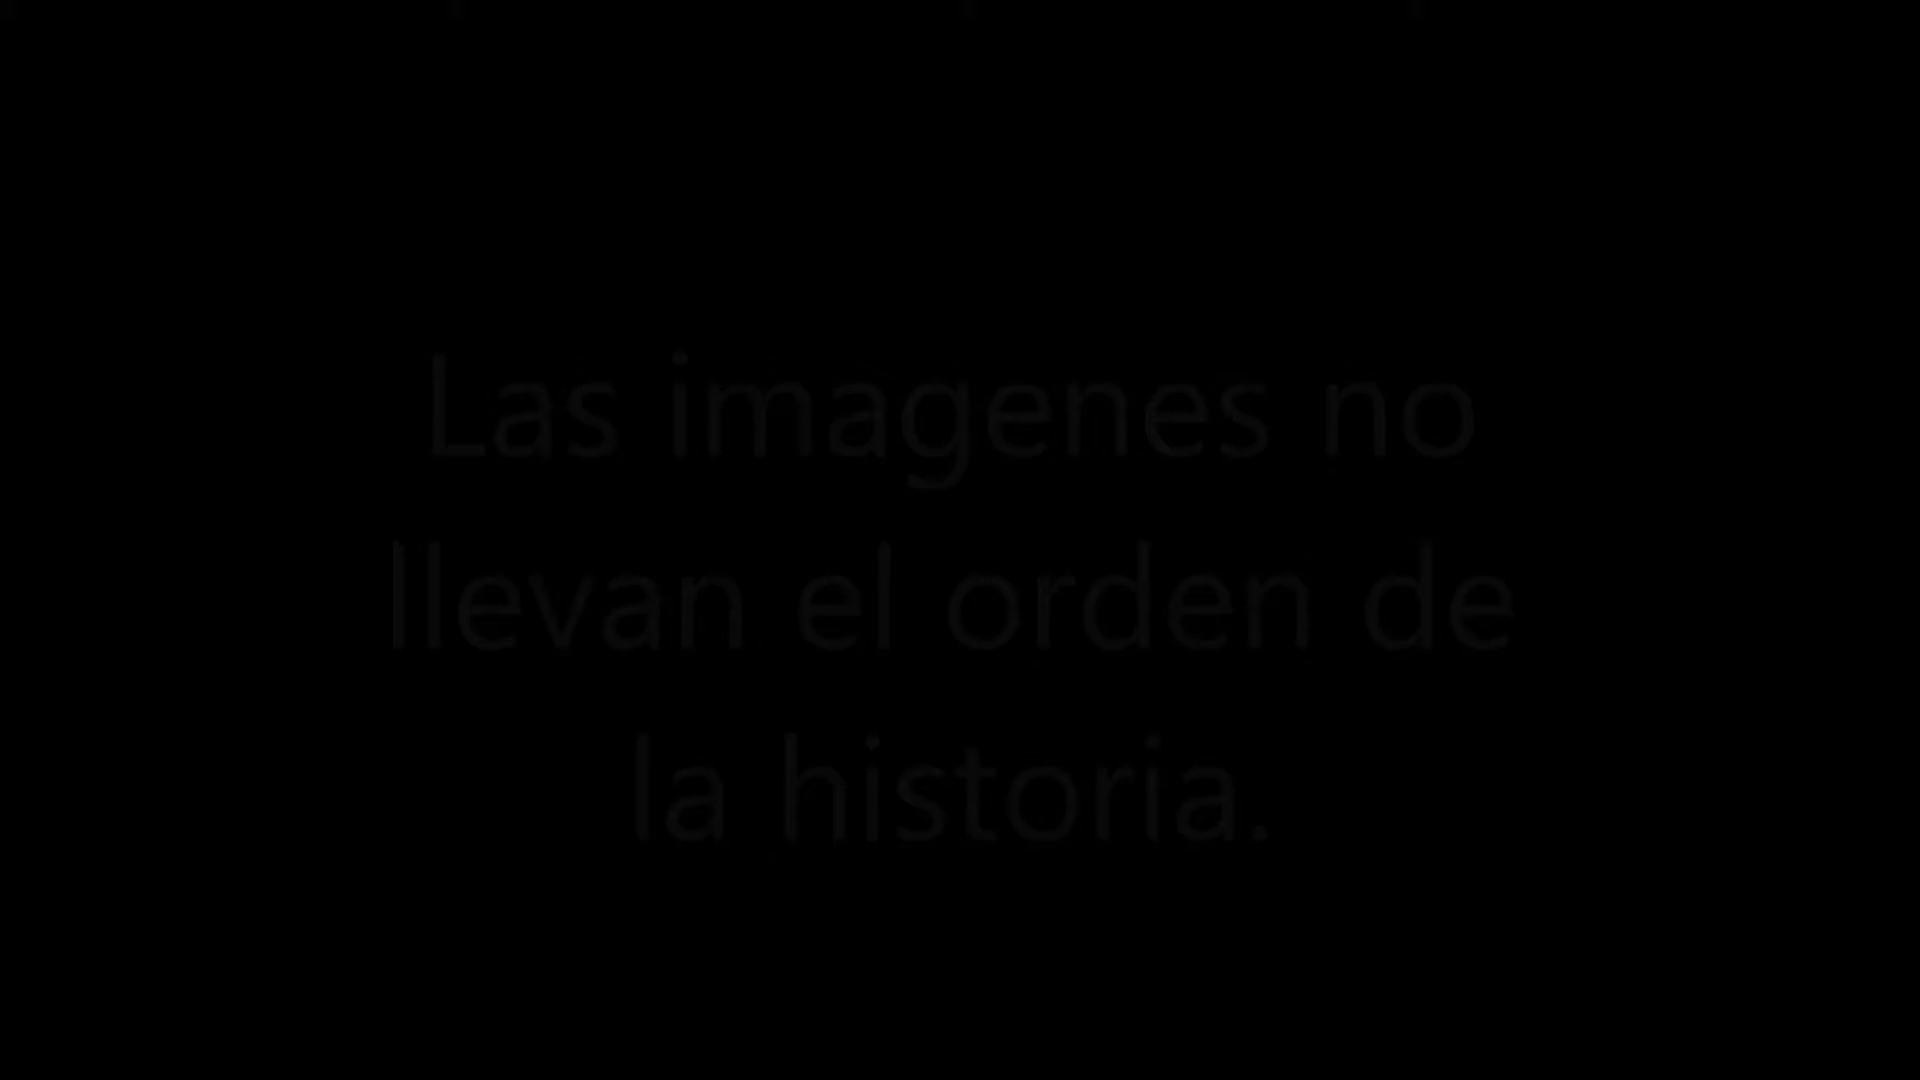 Las imagenes no
llevan el orden de
la historia.